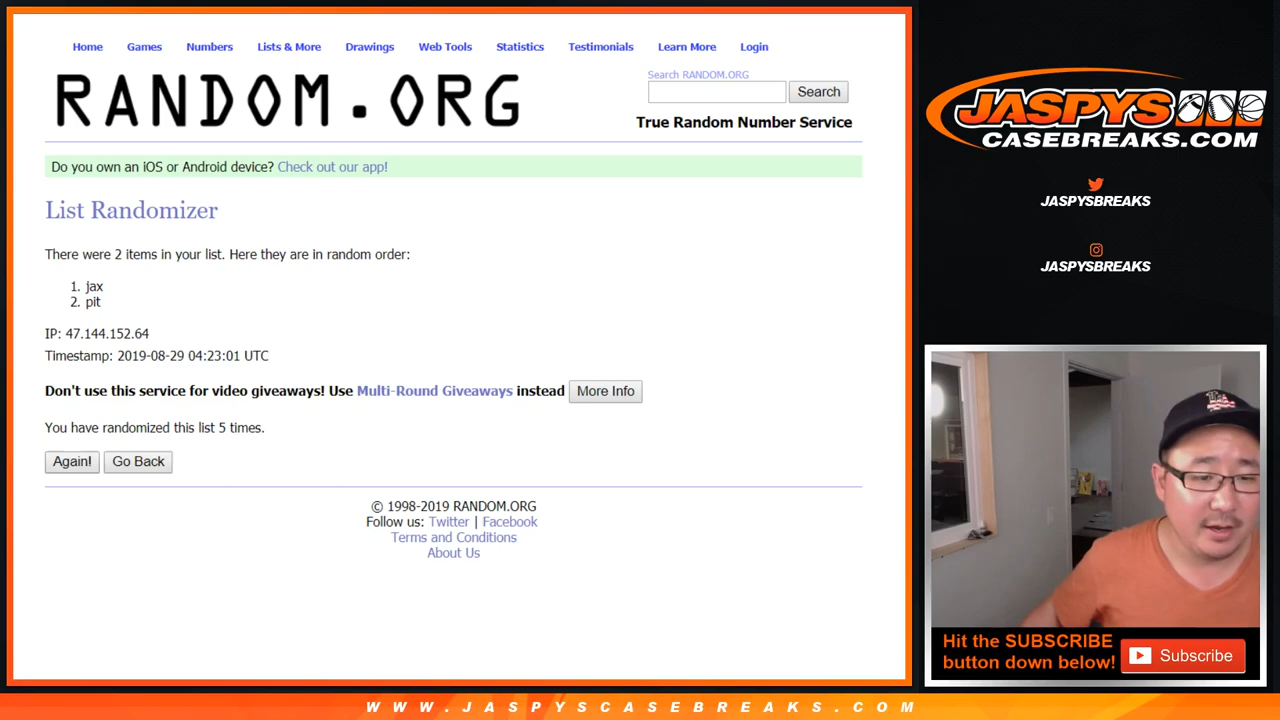 Home Games Numbers Lists & More Drawings Web Tools Statistics Testimonials Learn More Login
RANDOM.ORG
Search RANDOM.ORG
Search
True Random Number Service
Do you own an iOS or Android device? Check out our app!
List Randomizer
There were 2 items in your list. Here they are in random order:
1. jax
2. pit
IP: 47.144.152.64
Timestamp: 2019-08-29 04:23:01 UTC
Don't use this service for video giveaways! Use Multi-Round Giveaways instead More Info
You have randomized this list 5 times.
Again! Go Back
© 1998-2019 RANDOM.ORG
Follow us: Twitter | Facebook
Terms and Conditions
About Us
JASPYS
CASEBREAKS.COM
JASPYSBREAKS
JASPYSBREAKS
Hit the SUBSCRIBE
button down below!
Subscribe
WWW.JASPYSCASEBREAKS.COM